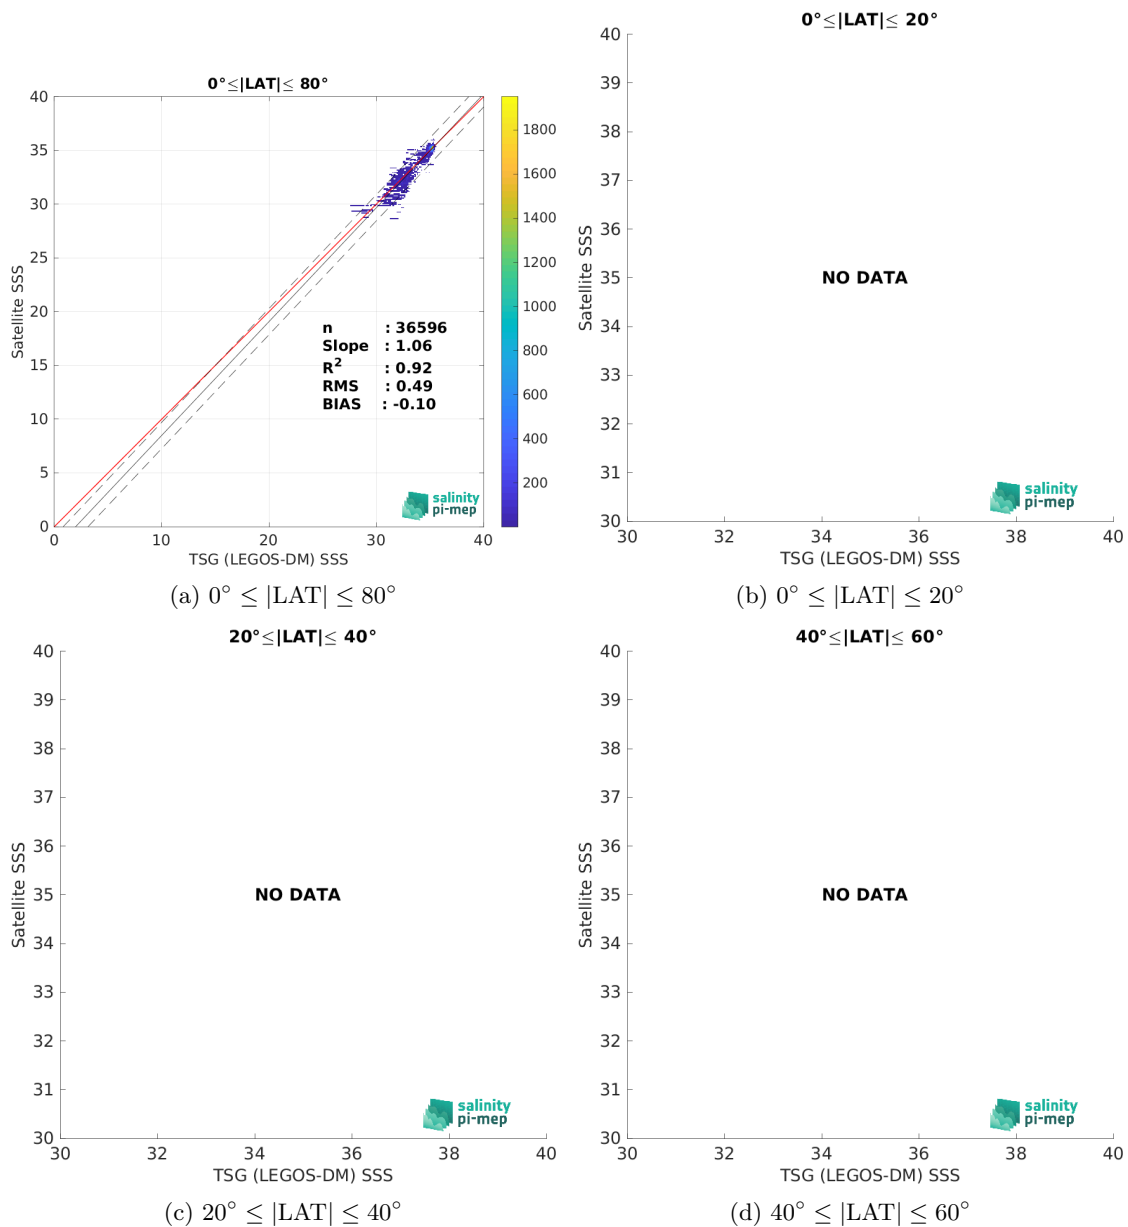 0°≤|LAT|≤ 80°
40
35
30
25
20
15
10
5
0
0
10
20
30
40
Satellite SSS
TSG (LEGOS-DM) SSS
n : 36596
Slope : 1.06
R² : 0.92
RMS : 0.49
BIAS : -0.10
salinity
pi-mep
1800
1600
1400
1200
1000
800
600
400
200
(a) 0° ≤ |LAT| ≤ 80°
0°≤|LAT|≤ 20°
40
39
38
37
36
35
34
33
32
31
30
30
32
34
36
38
40
Satellite SSS
NO DATA
salinity
pi-mep
TSG (LEGOS-DM) SSS
(b) 0° ≤ |LAT| ≤ 20°
20°≤|LAT|≤ 40°
40
39
38
37
36
35
34
33
32
31
30
30
32
34
36
38
40
Satellite SSS
NO DATA
salinity
pi-mep
TSG (LEGOS-DM) SSS
(c) 20° ≤ |LAT| ≤ 40°
40°≤|LAT|≤ 60°
40
39
38
37
36
35
34
33
32
31
30
30
32
34
36
38
40
Satellite SSS
NO DATA
salinity
pi-mep
TSG (LEGOS-DM) SSS
(d) 40° ≤ |LAT| ≤ 60°